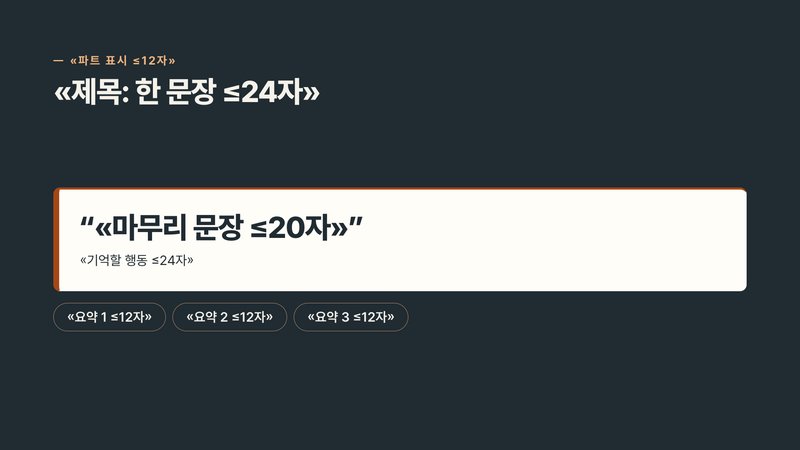 — «파트 표시 ≤12자»
«제목: 한 문장 ≤24자»
“«마무리 문장 ≤20자»”
«기억할 행동 ≤24자»
«요약 1 ≤12자» «요약 2 ≤12자» «요약 3 ≤12자»